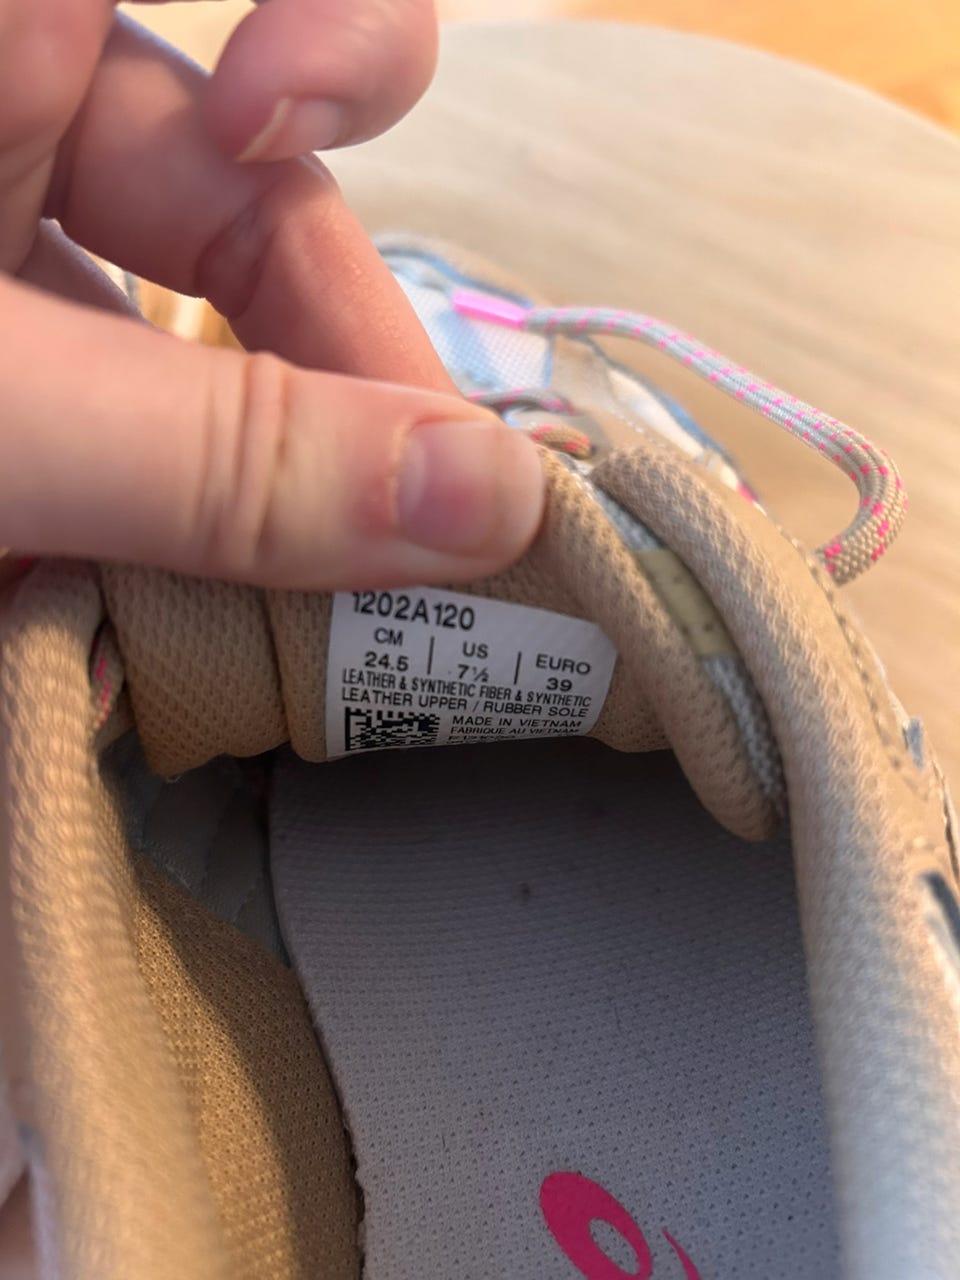 1202A120
CM | US | EURO
24.5 | 7½ | 39
LEATHER & SYNTHETIC FIBER & SYNTHETIC
LEATHER UPPER / RUBBER SOLE
MADE IN VIETNAM
FABRIQUE AU VIETNAM